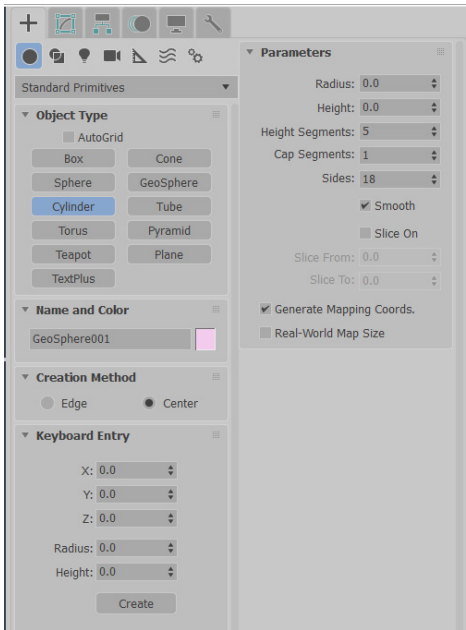 Standard Primitives
Object Type
AutoGrid
Box Cone
Sphere GeoSphere
Cylinder Tube
Torus Pyramid
Teapot Plane
TextPlus
Name and Color
GeoSphere001
Creation Method
Edge Center
Keyboard Entry
X: 0.0
Y: 0.0
Z: 0.0
Radius: 0.0
Height: 0.0
Create
Parameters
Radius: 0.0
Height: 0.0
Height Segments: 5
Cap Segments: 1
Sides: 18
Smooth
Slice On
Slice From: 0.0
Slice To: 0.0
Generate Mapping Coords.
Real-World Map Size